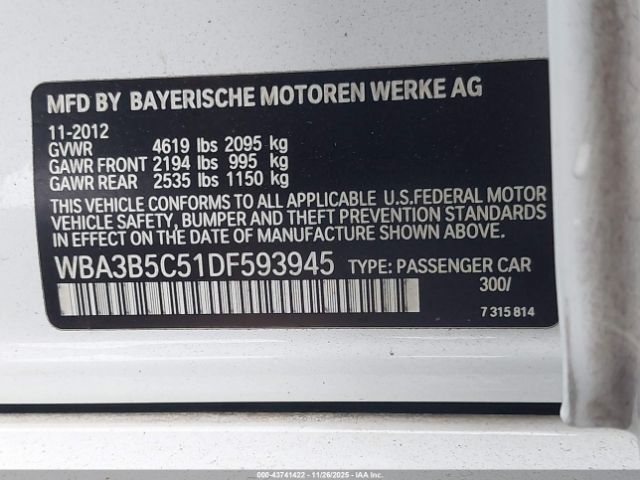 MFD BY BAYERISCHE MOTOREN WERKE AG
11-2012
GVWR 4619 lbs 2095 kg
GAWR FRONT 2194 lbs 995 kg
GAWR REAR 2535 lbs 1150 kg
THIS VEHICLE CONFORMS TO ALL APPLICABLE U.S.FEDERAL MOTOR
VEHICLE SAFETY, BUMPER AND THEFT PREVENTION STANDARDS
IN EFFECT ON THE DATE OF MANUFACTURE SHOWN ABOVE.
WBA3B5C51DF593945 TYPE: PASSENGER CAR
300/
7 315 814
000-43741422 - 11/26/2025 - IAA Inc.